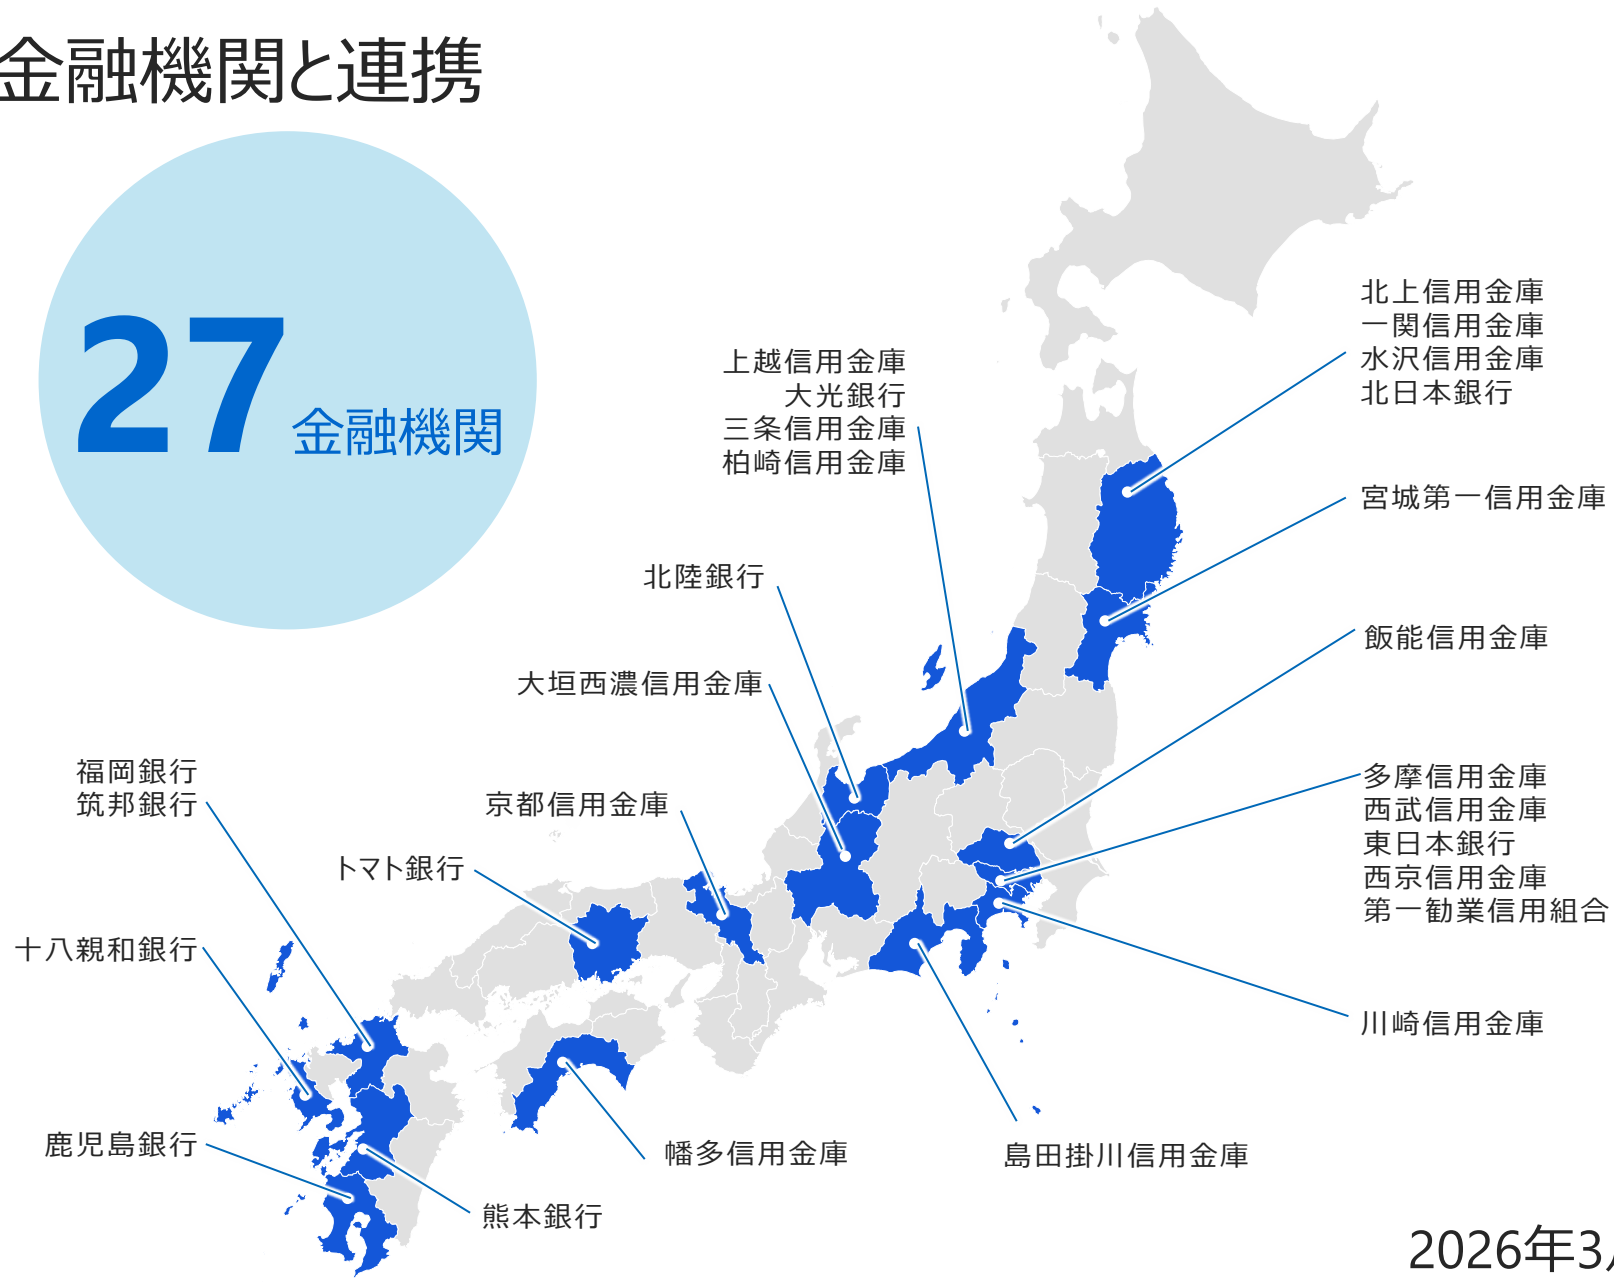 金融機関と連携
27 金融機関
北上信用金庫
一関信用金庫
水沢信用金庫
北日本銀行
上越信用金庫
大光銀行
三条信用金庫
柏崎信用金庫
宮城第一信用金庫
北陸銀行
飯能信用金庫
大垣西濃信用金庫
福岡銀行
筑邦銀行
京都信用金庫
多摩信用金庫
西武信用金庫
東日本銀行
西京信用金庫
第一勧業信用組合
トマト銀行
十八親和銀行
川崎信用金庫
鹿児島銀行
幡多信用金庫
島田掛川信用金庫
熊本銀行
2026年3